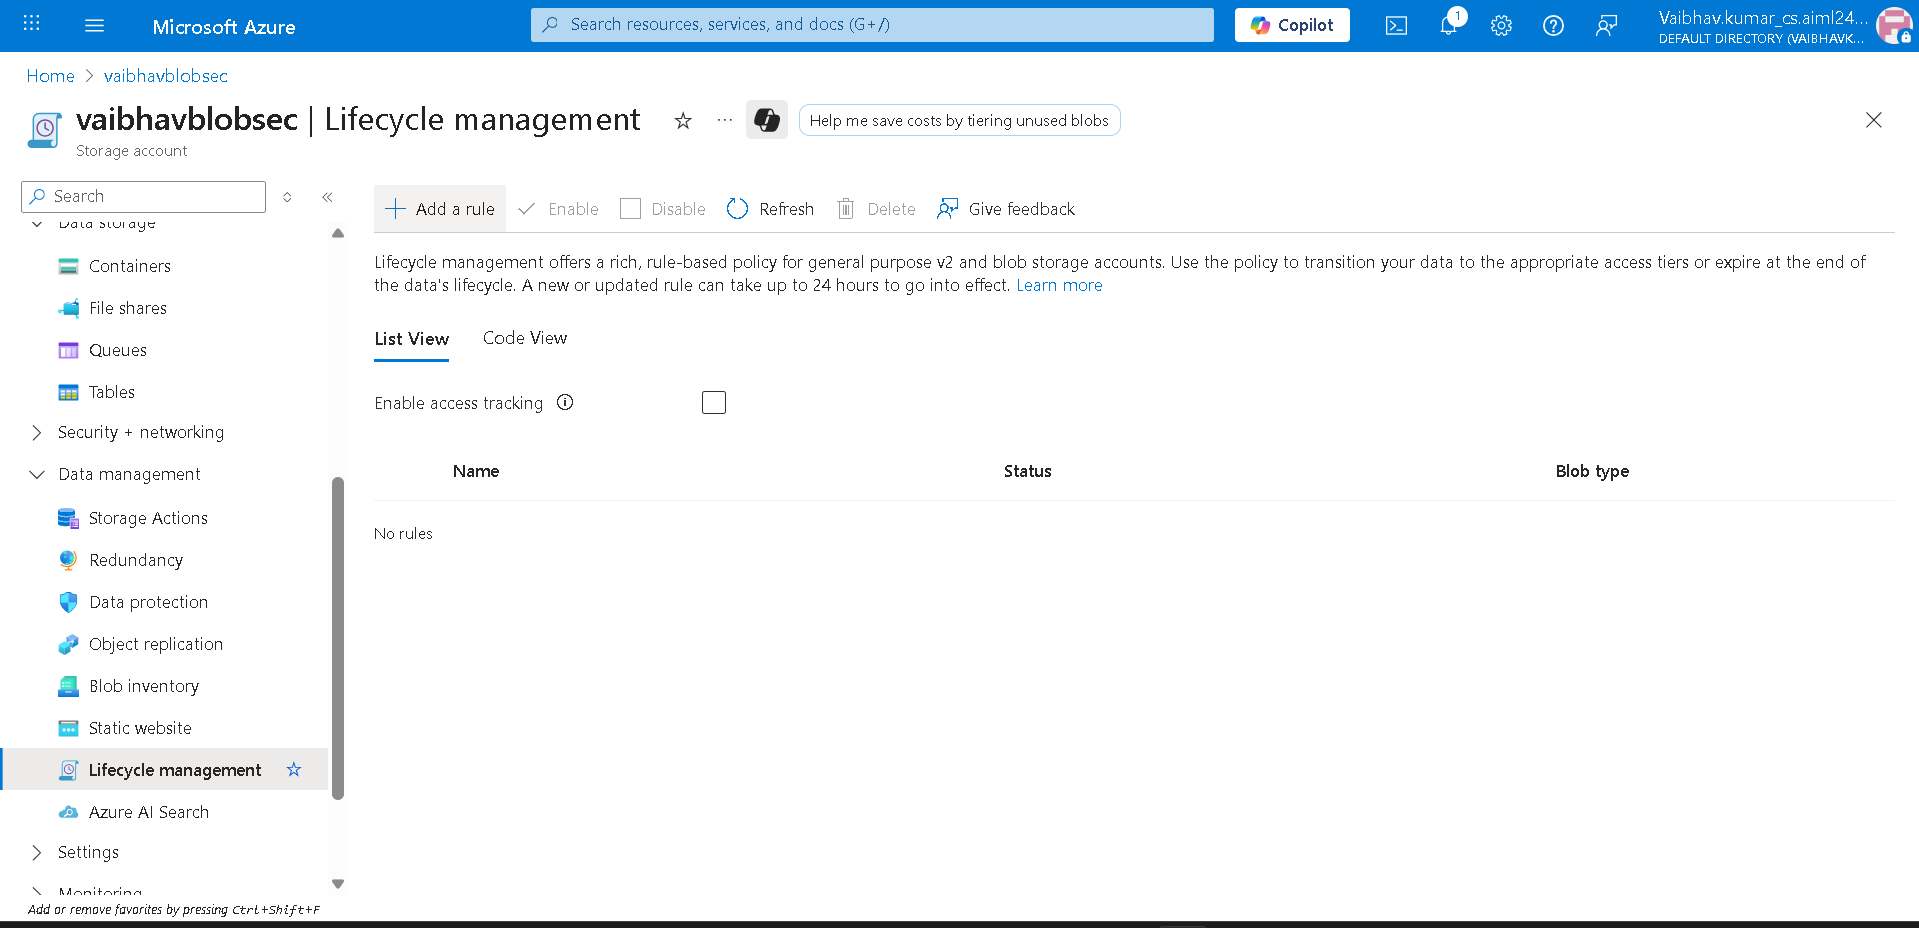 Microsoft Azure
Search resources, services, and docs (G+/)
Copilot
1
Vaibhav.kumar_cs.aiml24...
DEFAULT DIRECTORY (VAIBHAVK...
Home > vaibhavblobsec
vaibhavblobsec | Lifecycle management
Help me save costs by tiering unused blobs
Storage account
Search
Add a rule
Enable
Disable
Refresh
Delete
Give feedback
Data storage
Containers
File shares
Queues
Tables
Security + networking
Data management
Storage Actions
Redundancy
Data protection
Object replication
Blob inventory
Static website
Lifecycle management
Azure AI Search
Settings
Monitoring
Add or remove favorites by pressing Ctrl+Shift+F
Lifecycle management offers a rich, rule-based policy for general purpose v2 and blob storage accounts. Use the policy to transition your data to the appropriate access tiers or expire at the end of
the data's lifecycle. A new or updated rule can take up to 24 hours to go into effect. Learn more
List View
Code View
Enable access tracking
Name
Status
Blob type
No rules